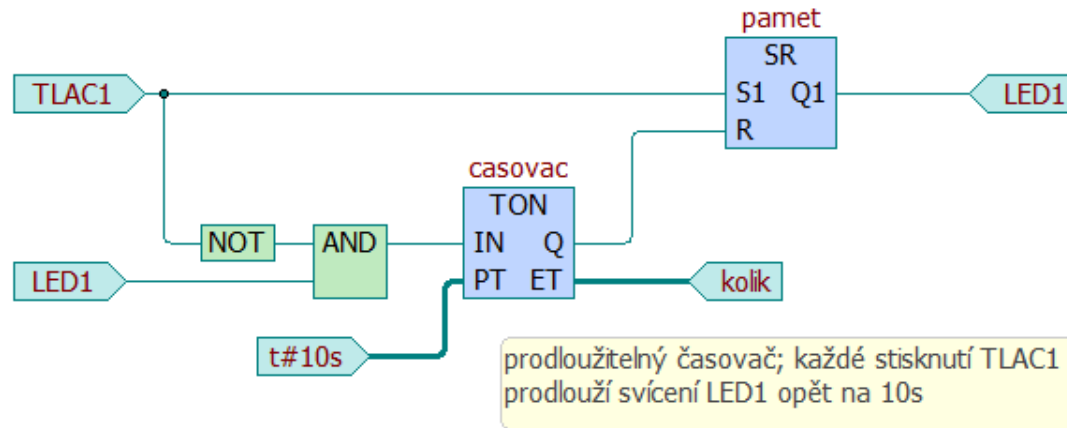 pamet
SR
TLAC1
S1 Q1
LED1
R
casovac
TON
NOT
AND
IN Q
LED1
PT ET
kolik
t#10s
prodloužitelný časovač; každé stisknutí TLAC1
prodlouží svícení LED1 opět na 10s